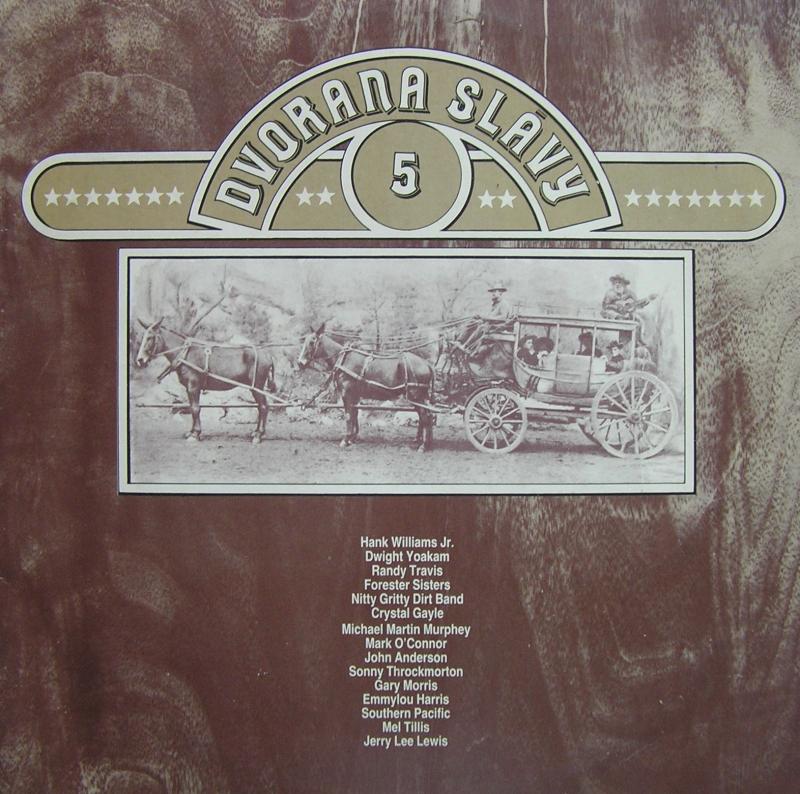 DVORANA SLÁVY
5
Hank Williams Jr.
Dwight Yoakam
Randy Travis
Forester Sisters
Nitty Gritty Dirt Band
Crystal Gayle
Michael Martin Murphey
Mark O'Connor
John Anderson
Sonny Throckmorton
Gary Morris
Emmylou Harris
Southern Pacific
Mel Tillis
Jerry Lee Lewis